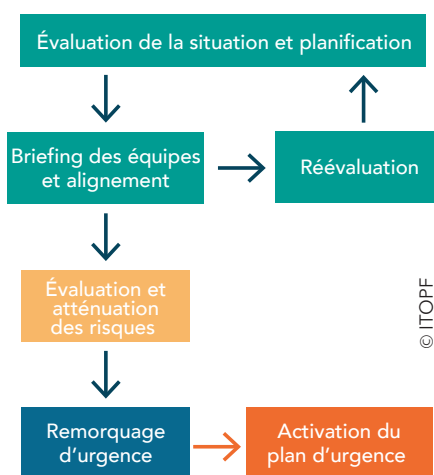 Évaluation de la situation et planification
Briefing des équipes
et alignement
Réévaluation
Évaluation et
atténuation
des risques
© ITOPF
Remorquage
d'urgence
Activation du
plan d'urgence